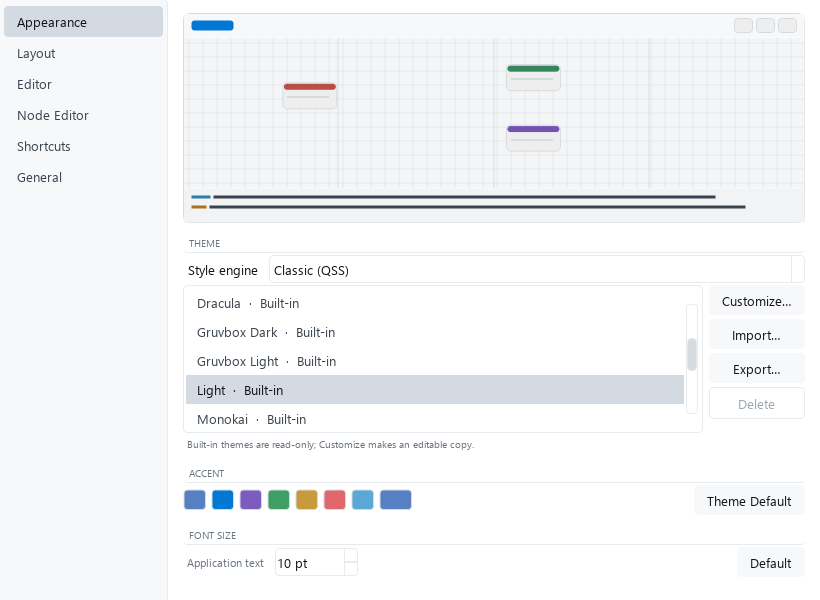 Appearance
Layout
Editor
Node Editor
Shortcuts
General
THEME
Style engine
Classic (QSS)
Dracula · Built-in
Gruvbox Dark · Built-in
Gruvbox Light · Built-in
Light · Built-in
Monokai · Built-in
Customize...
Import...
Export...
Delete
Built-in themes are read-only; Customize makes an editable copy.
ACCENT
Theme Default
FONT SIZE
Application text
10 pt
Default